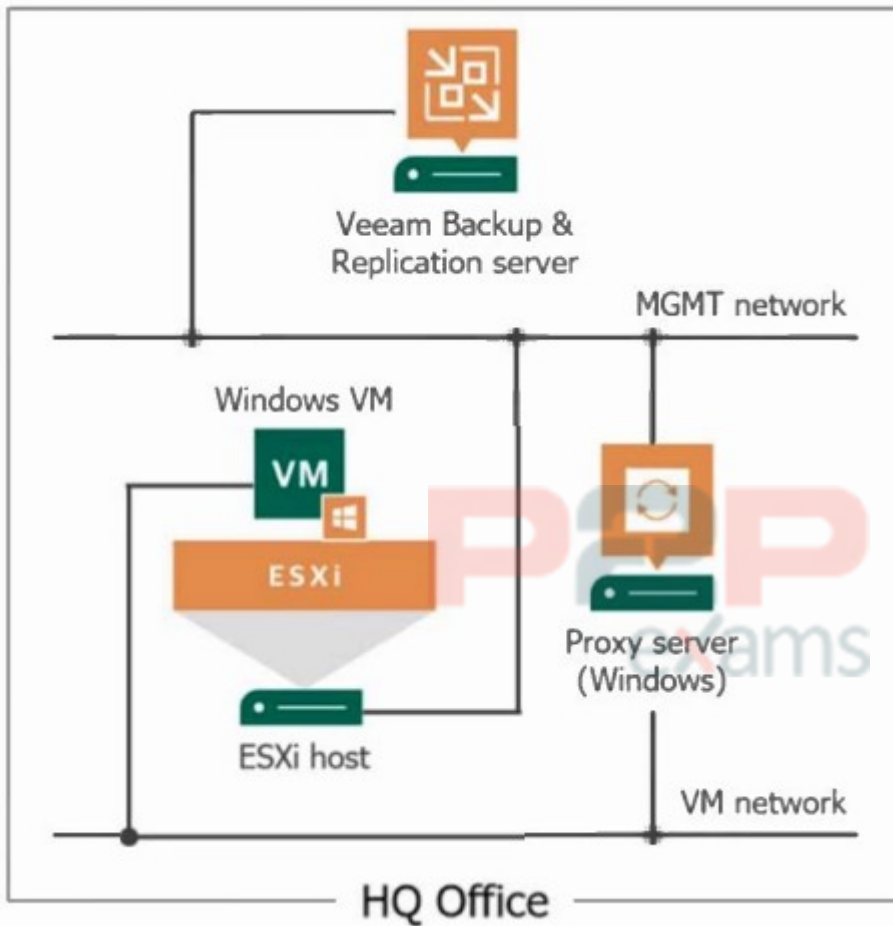 Veeam Backup &
Replication server
MGMT network
Windows VM
VM
ESXi
P2P
exams
Proxy server
(Windows)
ESXi host
VM network
HQ Office